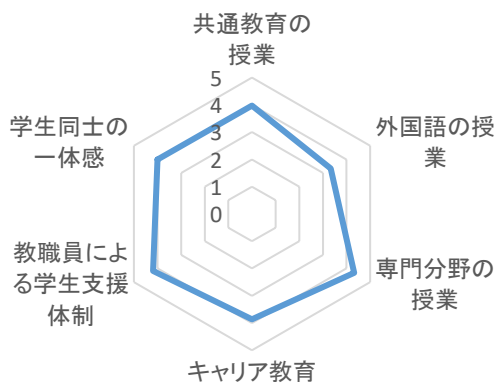 共通教育の
授業
5
4
3
2
1
0
外国語の授
業
専門分野の
授業
キャリア教育
教職員によ
る学生支援
体制
学生同士の
一体感